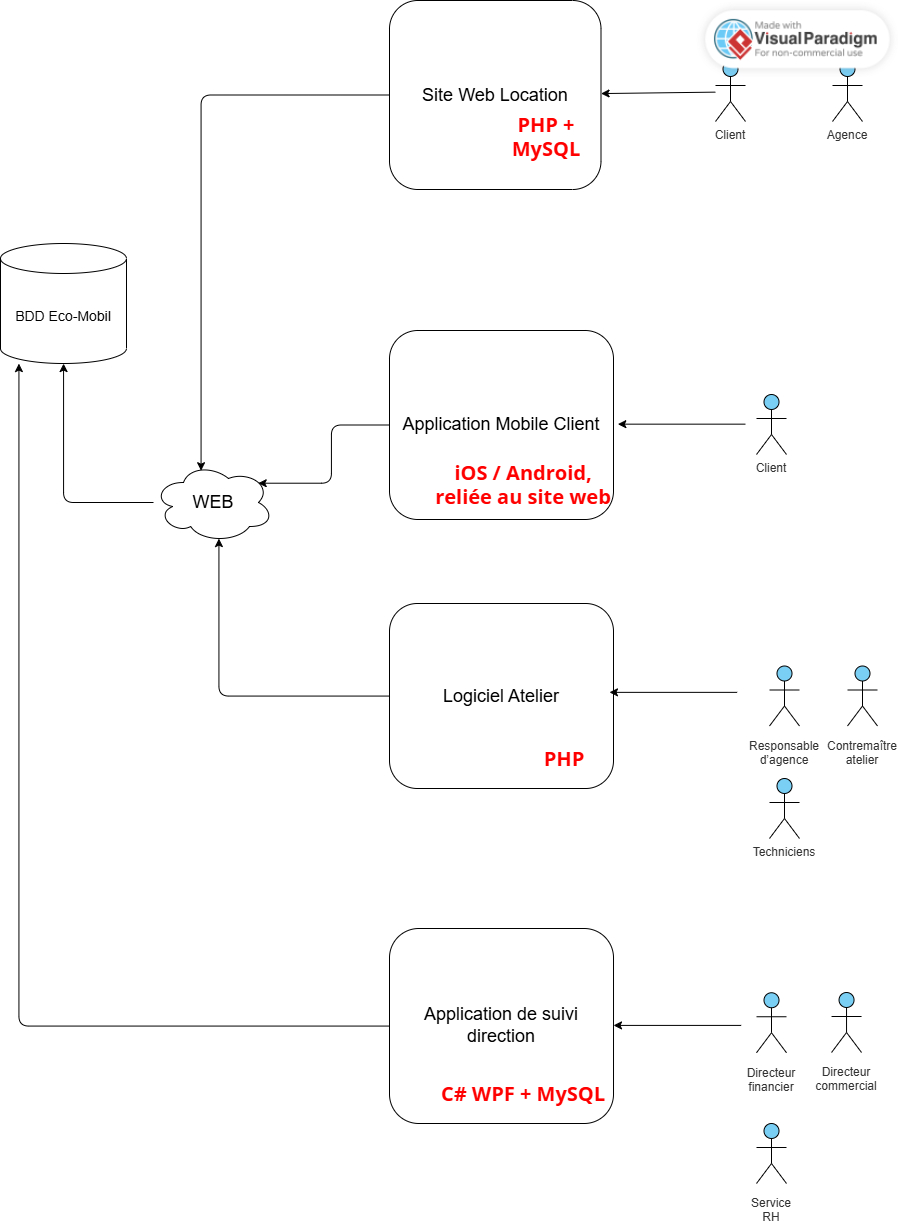 Made with
VisualParadigm
For non-commercial use
Site Web Location
PHP +
MySQL
Client
Agence
BDD Eco-Mobil
Application Mobile Client
iOS / Android,
reliée au site web
Client
WEB
Logiciel Atelier
PHP
Responsable
d'agence
Contremaître
atelier
Techniciens
Application de suivi
direction
C# WPF + MySQL
Directeur
financier
Directeur
commercial
Service
RH